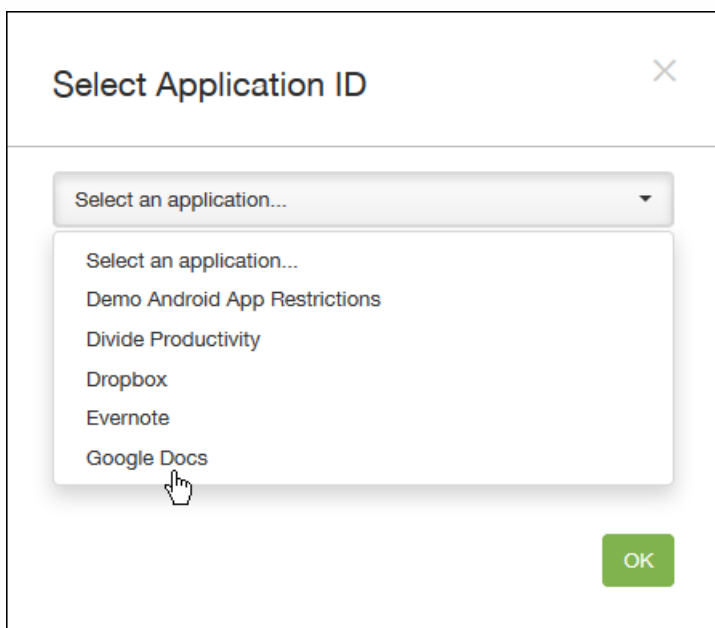 Select Application ID
Select an application...
Select an application...
Demo Android App Restrictions
Divide Productivity
Dropbox
Evernote
Google Docs
OK